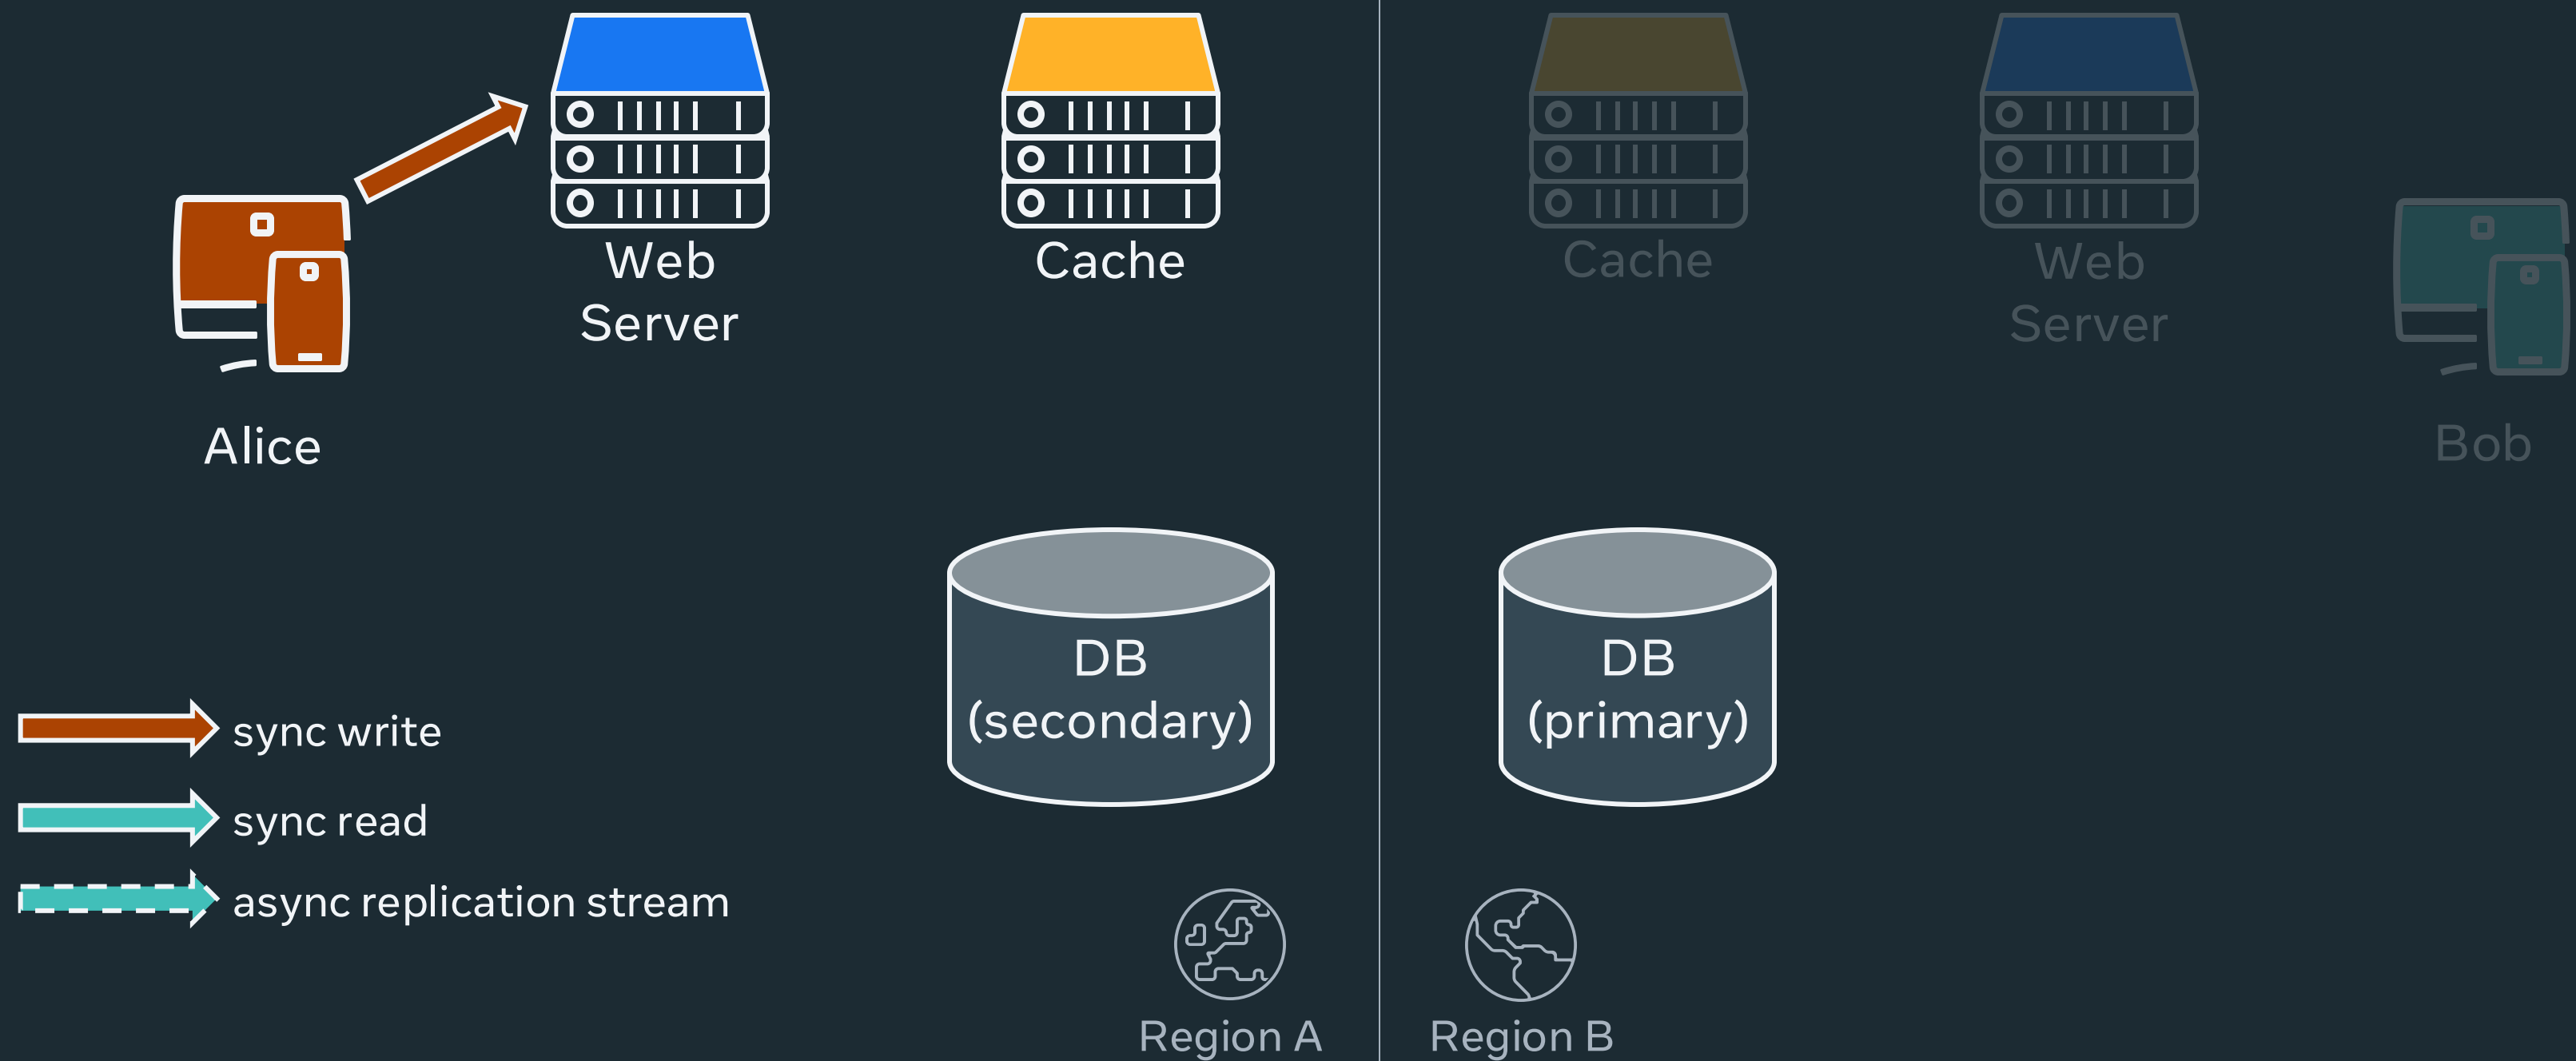 Web
Server
Cache
Cache
Web
Server
Alice
Bob
DB
(secondary)
DB
(primary)
sync write
sync read
async replication stream
Region A
Region B